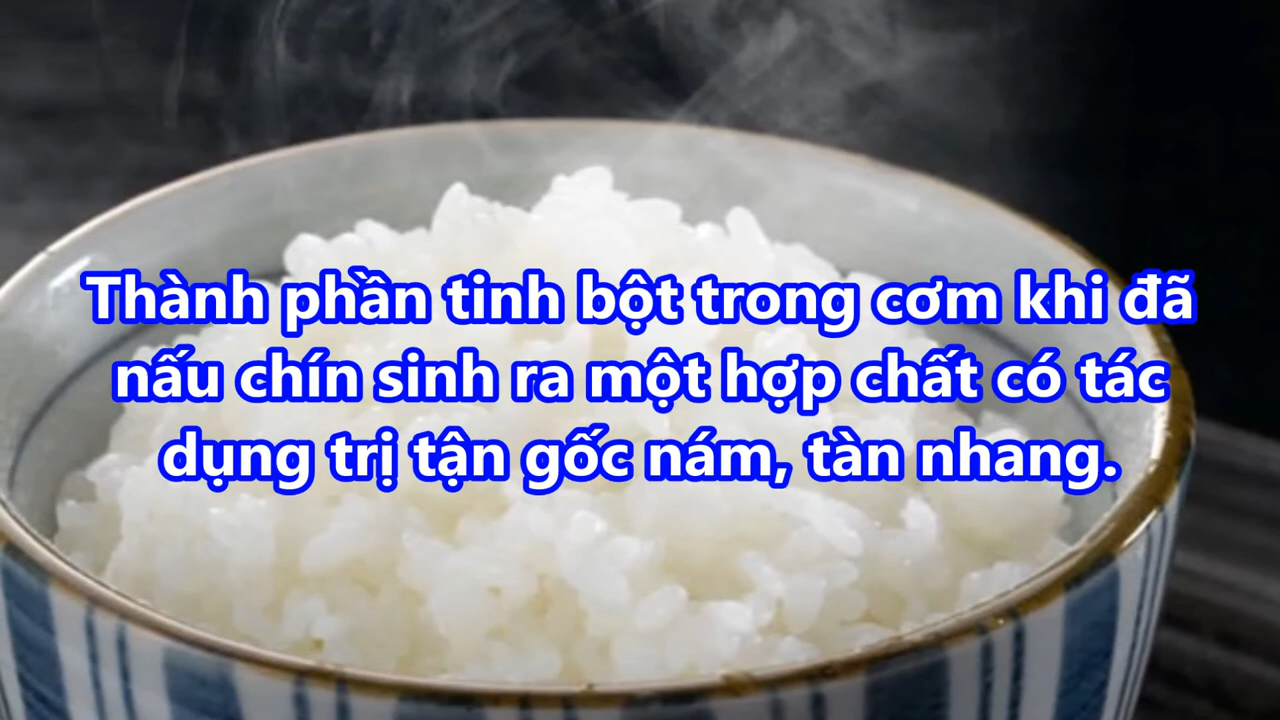 Thành phần tinh bột trong cơm khi đã
nấu chín sinh ra một hợp chất có tác
dụng trị tận gốc nám, tàn nhang.